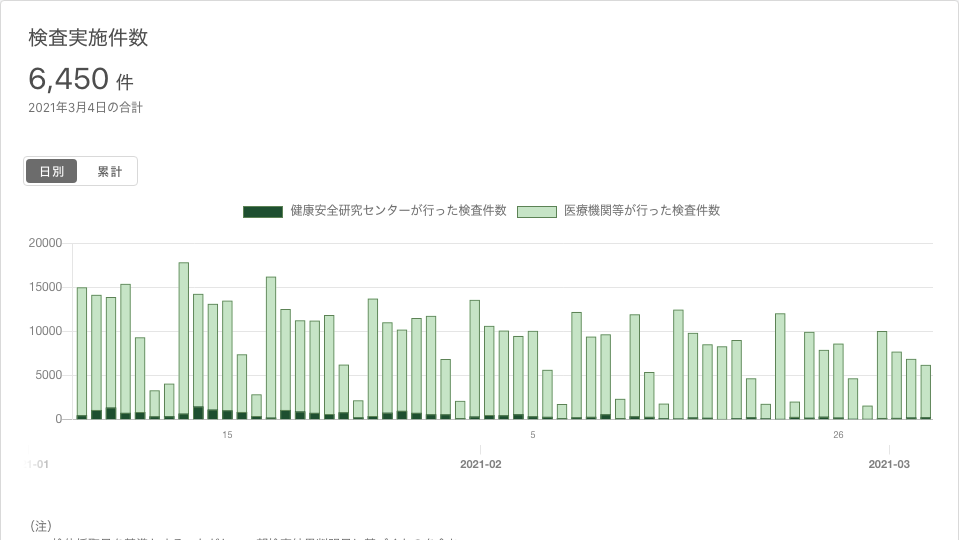 検査実施件数
6,450 件
2021年3月4日の合計
日別 累計
健康安全研究センターが行った検査件数 医療機関等が行った検査件数
20000
15000
10000
5000
0
15 5 26
1-01 2021-02 2021-03
（注）